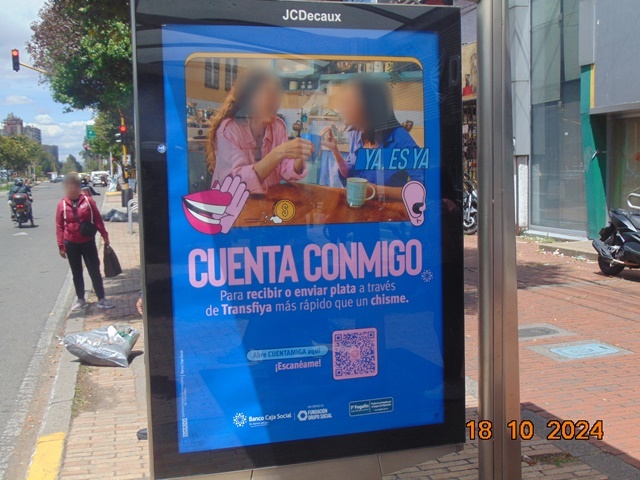 JCDecaux
YA, ES YA
CUENTA CONMIGO
Para recibir o enviar plata a través
de Transfiya más rápido que un chisme.
Abre CUENTAMIGA aquí
¡Escanéame!
Banco Caja Social
FUNDACIÓN
GRUPO SOCIAL
Fogafín
18 10 2024